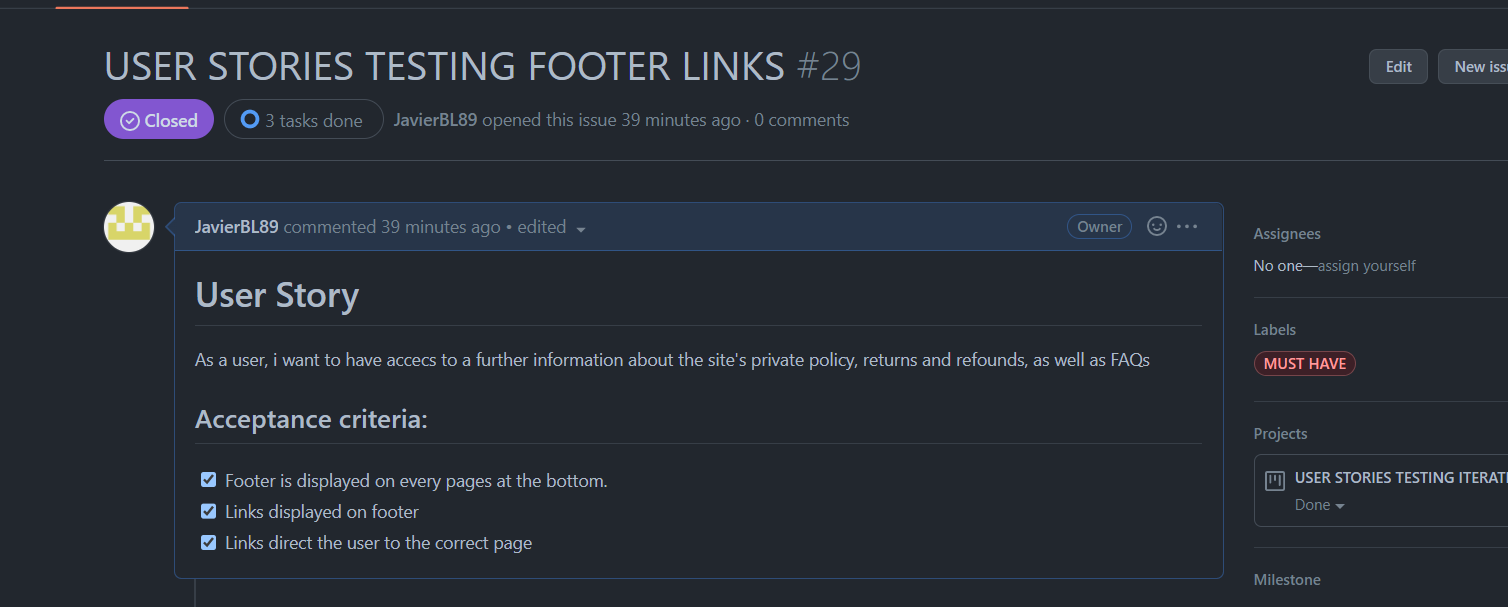 USER STORIES TESTING FOOTER LINKS #29
Edit
New iss
Closed
3 tasks done
JavierBL89 opened this issue 39 minutes ago · 0 comments
JavierBL89 commented 39 minutes ago • edited
Owner
User Story
As a user, i want to have accecs to a further information about the site's private policy, returns and refounds, as well as FAQs
Acceptance criteria:
Footer is displayed on every pages at the bottom.
Links displayed on footer
Links direct the user to the correct page
Assignees
No one—assign yourself
Labels
MUST HAVE
Projects
USER STORIES TESTING ITERATI
Done
Milestone